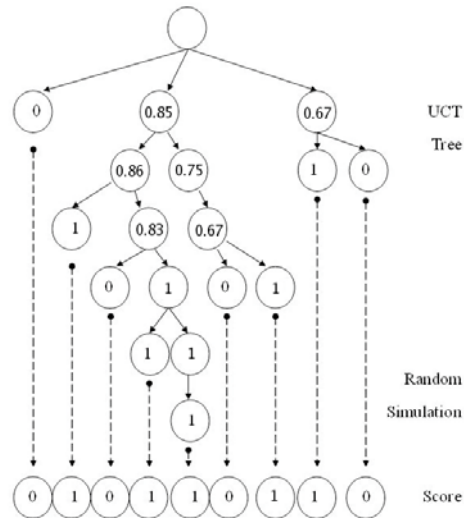 0 0.85 0.67 UCT
Tree
0.86 0.75 1 0
1 0.83 0.67
0 1 0 1
1 1
Random
1 Simulation
0 1 0 1 1 0 1 1 0 Score